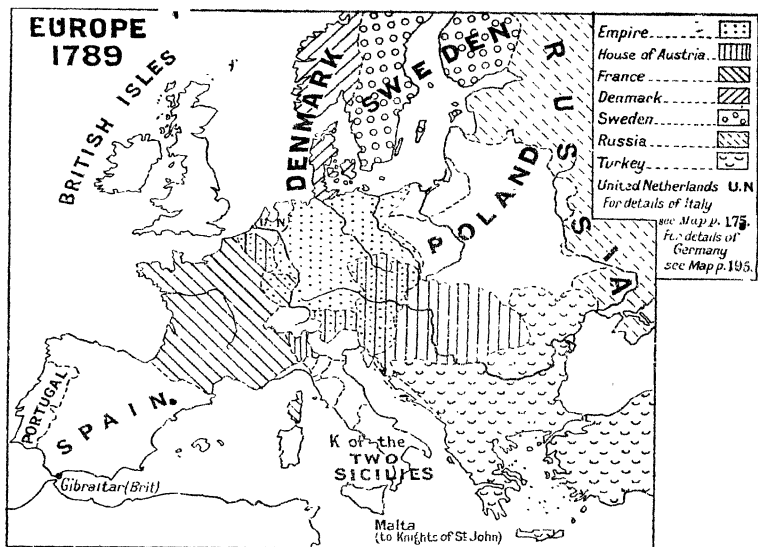 EUROPE
1789
BRITISH ISLES
DENMARK
SWEDEN
RUSSIA
POLAND
U.N
PORTUGAL
SPAIN.
Gibraltar (Brit)
K of the
TWO
SICILIES
Malta
(to Knights of St John)
Empire
House of Austria
France
Denmark
Sweden
Russia
Turkey
United Netherlands U.N
For details of Italy
see Map p. 175.
For details of
Germany
see Map p. 195.